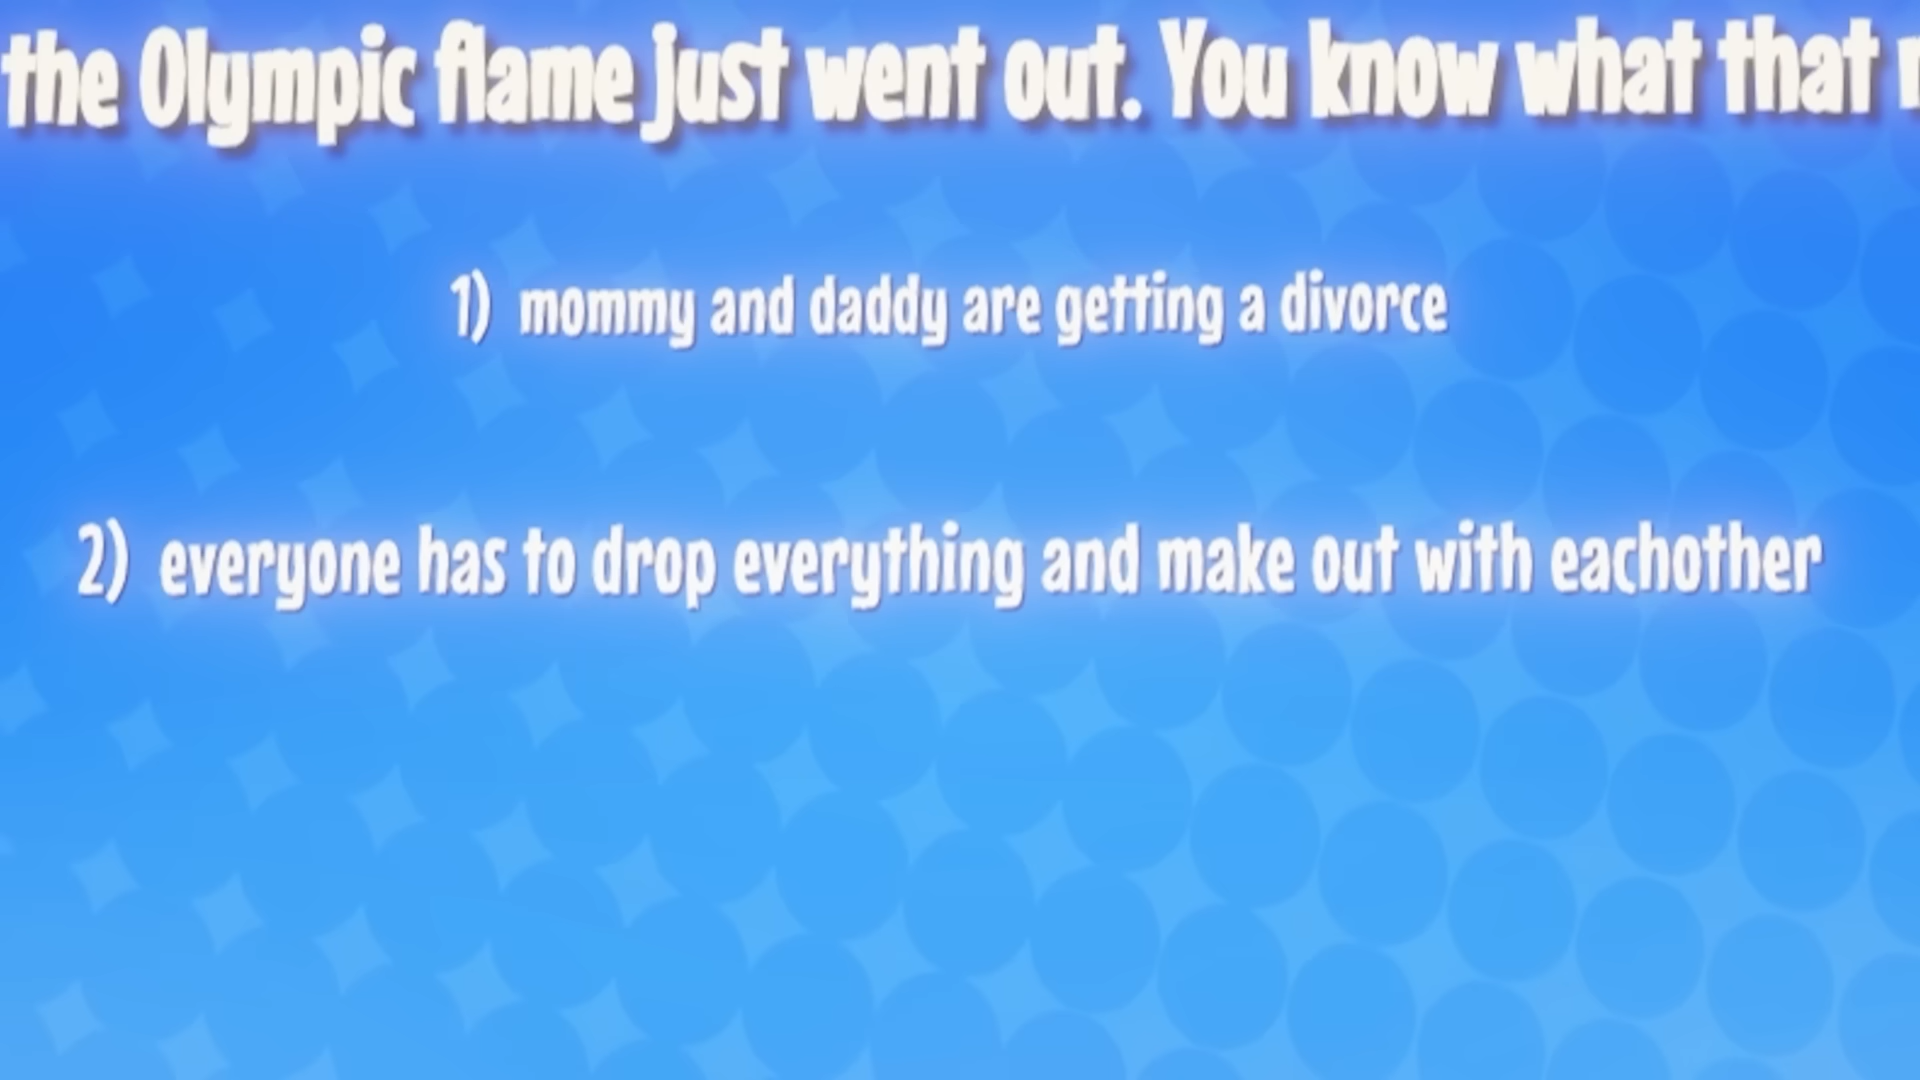 the Olympic flame just went out. You know what that
1) mommy and daddy are getting a divorce
2) everyone has to drop everything and make out with eachother